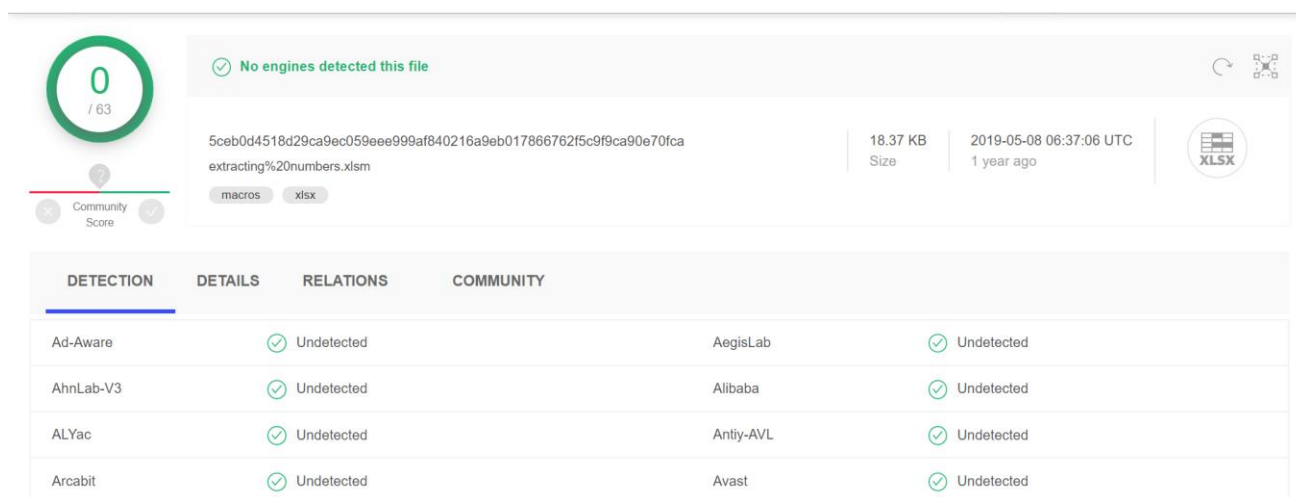 0
/ 63
No engines detected this file
5ceb0d4518d29ca9ec059eee999af840216a9eb017866762f5c9f9ca90e70fca
extracting%20numbers.xlsm
macros xlsx
18.37 KB
Size
2019-05-08 06:37:06 UTC
1 year ago
XLSX
?
Community
Score
DETECTION DETAILS RELATIONS COMMUNITY
Ad-Aware Undetected AegisLab Undetected
AhnLab-V3 Undetected Alibaba Undetected
ALYac Undetected Antiy-AVL Undetected
Arcabit Undetected Avast Undetected